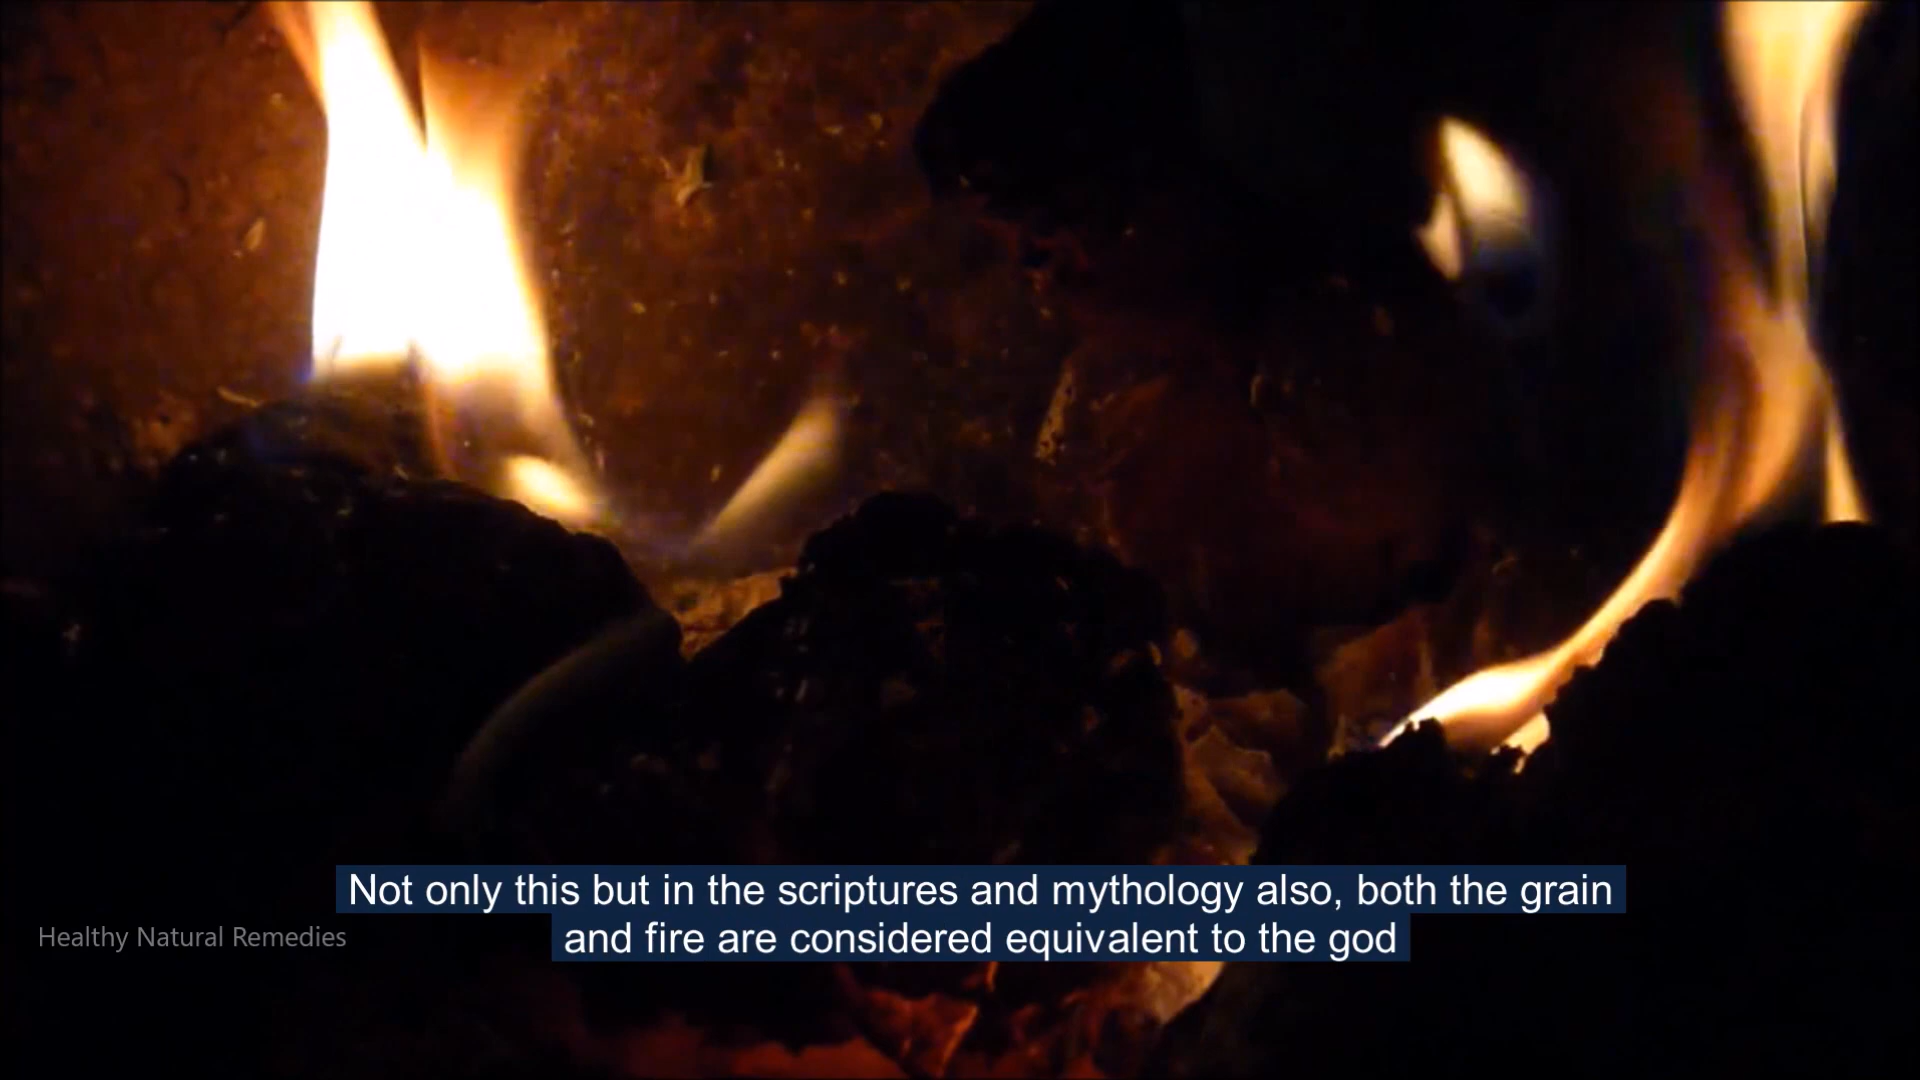 Not only this but in the scriptures and mythology also, both the grain
and fire are considered equivalent to the god
Healthy Natural Remedies